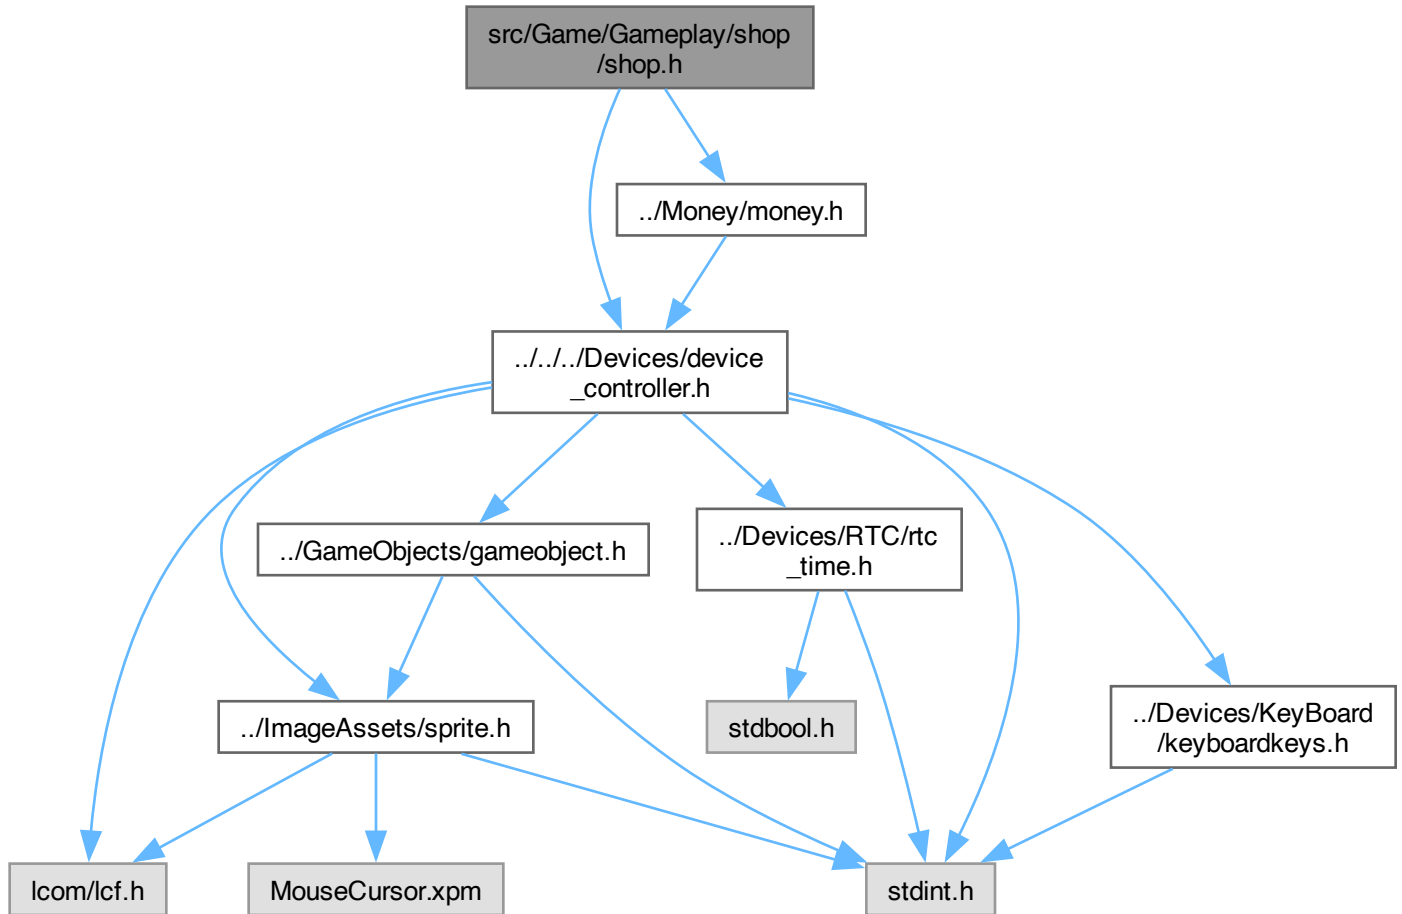 src/Game/Gameplay/shop
/shop.h
../Money/money.h
../../../Devices/device
_controller.h
../GameObjects/gameobject.h
../Devices/RTC/rtc
_time.h
../ImageAssets/sprite.h
stdbool.h
../Devices/KeyBoard
/keyboardkeys.h
lcom/lcf.h
MouseCursor.xpm
stdint.h